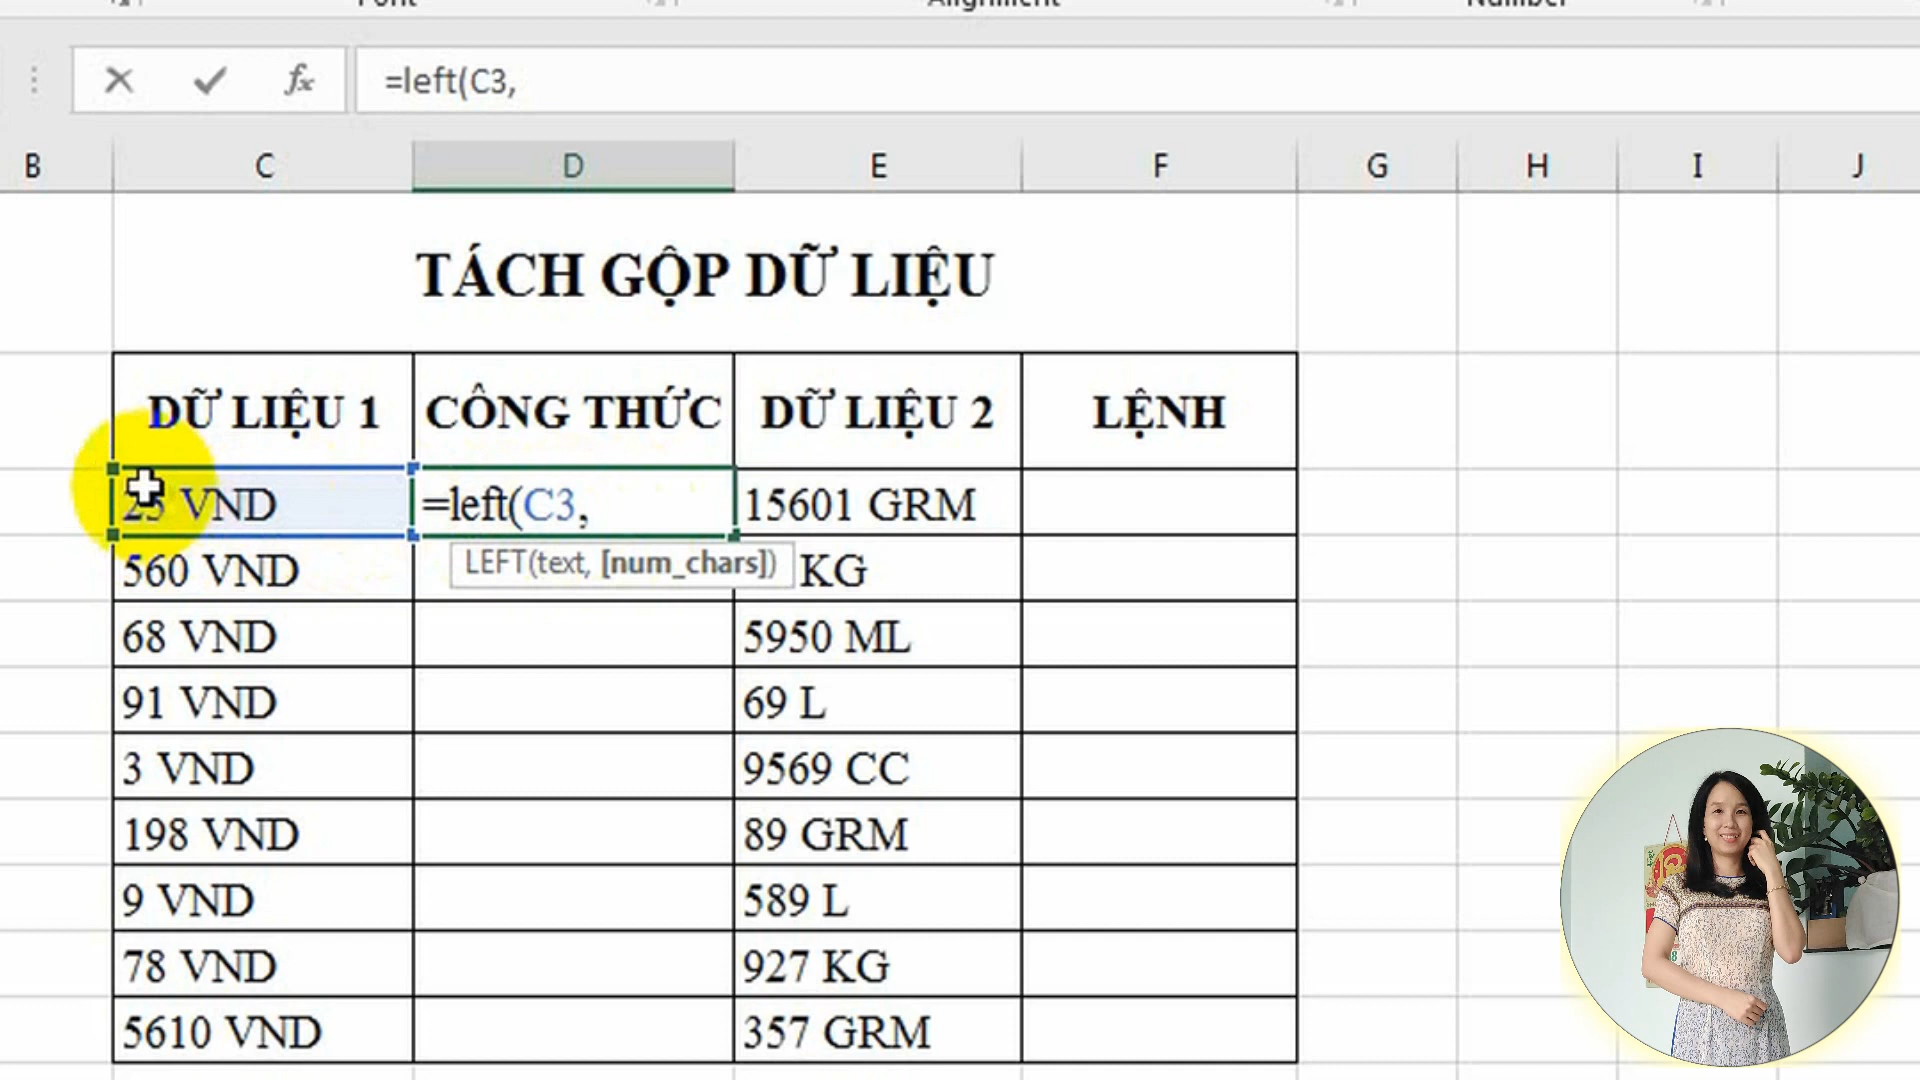 =left(C3,
B C D E F G H I J
TÁCH GỘP DỮ LIỆU
DỮ LIỆU 1 CÔNG THỨC DỮ LIỆU 2 LỆNH
25 VND =left(C3, 15601 GRM
LEFT(text, [num_chars])
560 VND KG
68 VND 5950 ML
91 VND 69 L
3 VND 9569 CC
198 VND 89 GRM
9 VND 589 L
78 VND 927 KG
5610 VND 357 GRM